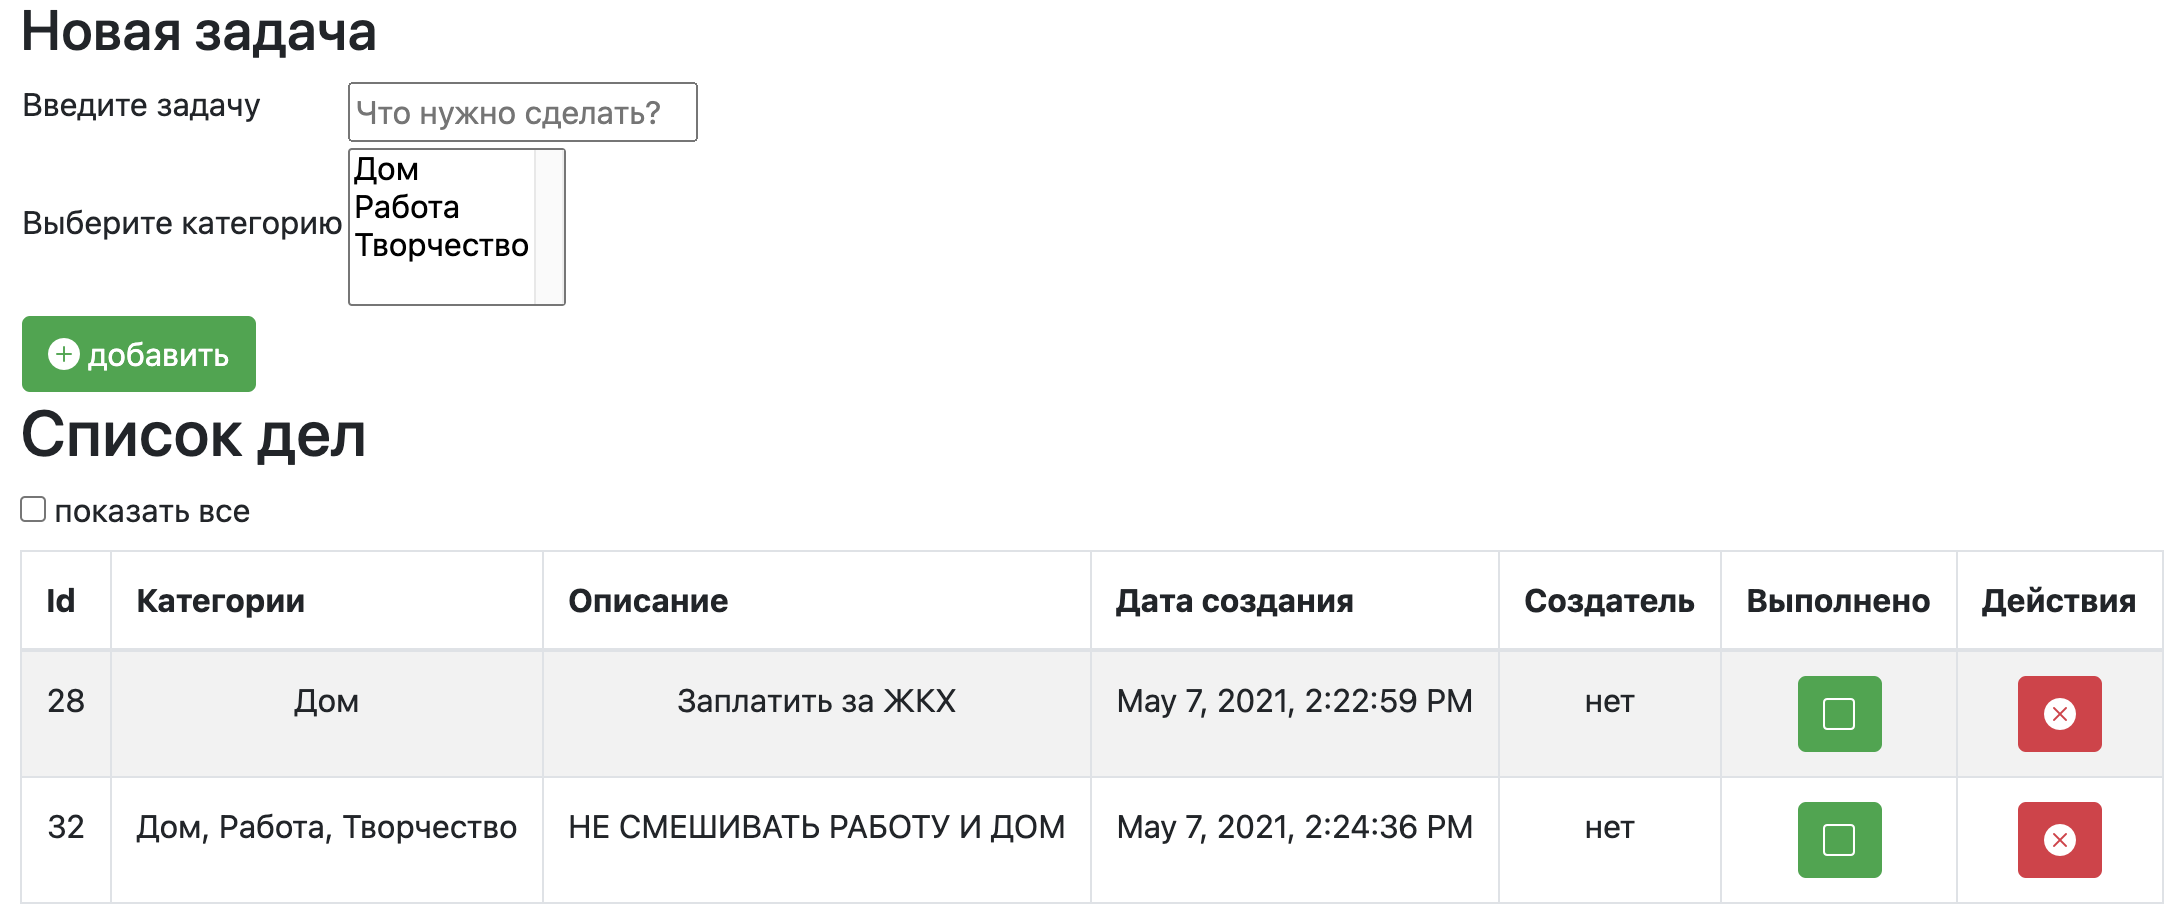 Новая задача
Введите задачу Что нужно сделать?
Выберите категорию Дом
Работа
Творчество
добавить
Список дел
показать все
Id Категории Описание Дата создания Создатель Выполнено Действия
28 Дом Заплатить за ЖКХ May 7, 2021, 2:22:59 PM нет
32 Дом, Работа, Творчество НЕ СМЕШИВАТЬ РАБОТУ И ДОМ May 7, 2021, 2:24:36 PM нет